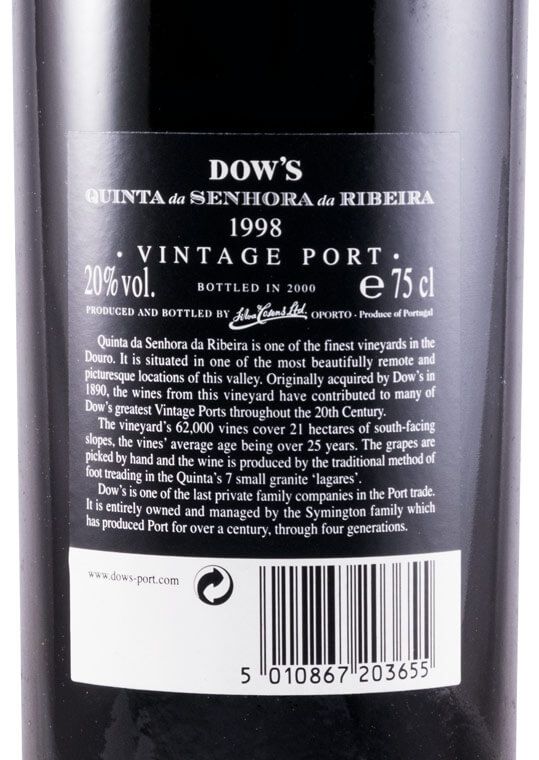 DOW'S
QUINTA da SENHORA da RIBEIRA
1998
· VINTAGE PORT ·
20% vol. BOTTLED IN 2000 e 75 cl
PRODUCED AND BOTTLED BY Silva & Cosens Ltd. OPORTO · Produce of Portugal
Quinta da Senhora da Ribeira is one of the finest vineyards in the
Douro. It is situated in one of the most beautifully remote and
picturesque locations of this valley. Originally acquired by Dow's in
1890, the wines from this vineyard have contributed to many of
Dow's greatest Vintage Ports throughout the 20th Century.
The vineyard's 62,000 vines cover 21 hectares of south-facing
slopes, the vines' average age being over 25 years. The grapes are
picked by hand and the wine is produced by the traditional method of
foot treading in the Quinta's 7 small granite 'lagares'.
Dow's is one of the last private family companies in the Port trade.
It is entirely owned and managed by the Symington family which
has produced Port for over a century, through four generations.
www.dows-port.com
5 010867 203655